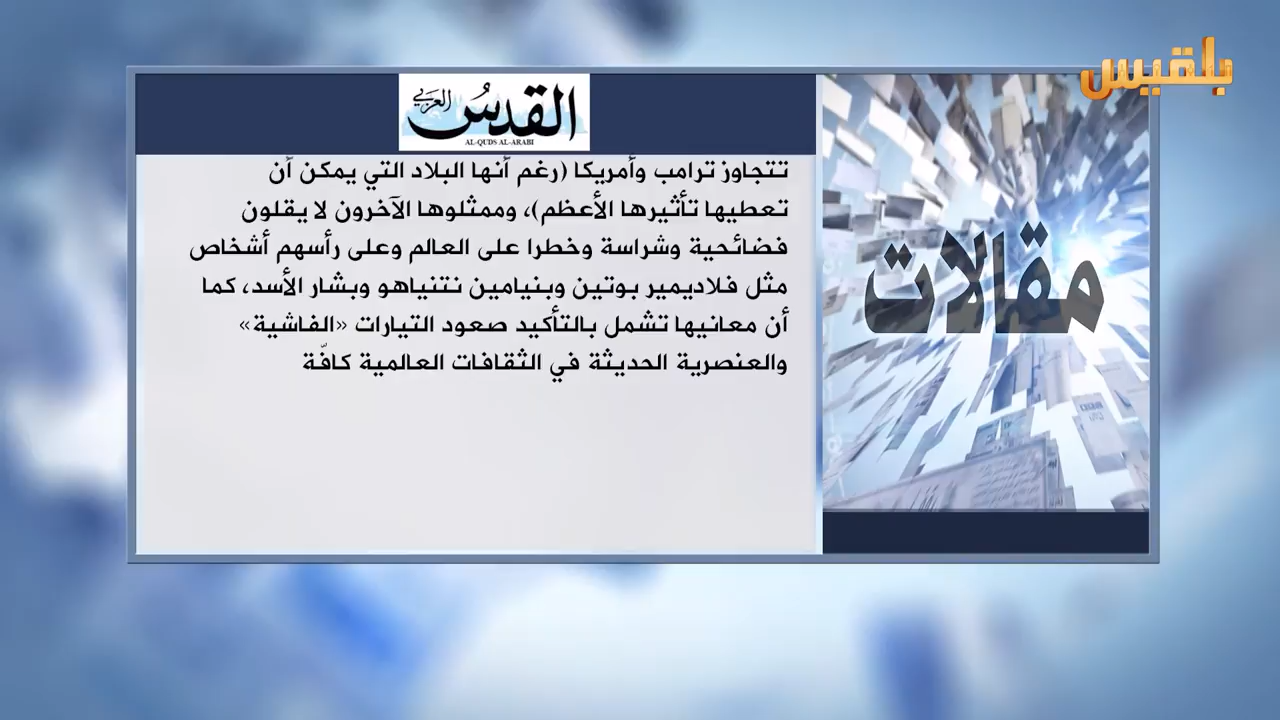 بلقيس
القدس العربي
AL-QUDS AL-ARABI
تتجاوز ترامب وأمريكا (رغم أنها البلاد التي يمكن أن
تعطيها تأثيرها الأعظم)، وممثلوها الآخرون لا يقلون
فضائحية وشراسة وخطرا على العالم وعلى رأسهم أشخاص
مثل فلاديمير بوتين وبنيامين نتنياهو وبشار الأسد، كما
أن معانيها تشمل بالتأكيد صعود التيارات «الفاشية»
والعنصرية الحديثة في الثقافات العالمية كافّة
مقالات